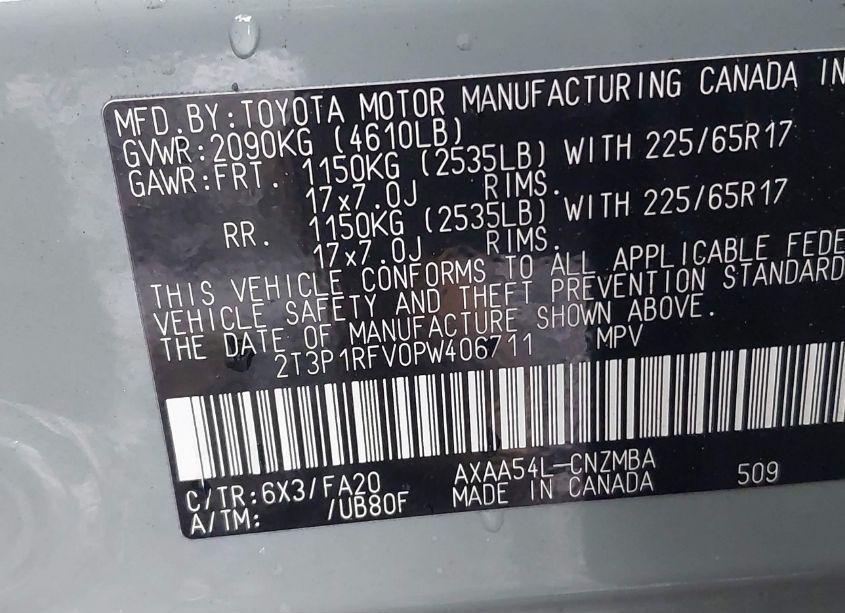 MFD.BY:TOYOTA MOTOR MANUFACTURING CANADA IN
GVWR:2090KG (4610LB)
GAWR:FRT. 1150KG (2535LB) WITH 225/65R17
17x7.0J RIMS.
RR. 1150KG (2535LB) WITH 225/65R17
17x7.0J RIMS.
THIS VEHICLE CONFORMS TO ALL APPLICABLE FEDE
VEHICLE SAFETY AND THEFT PREVENTION STANDARD
THE DATE OF MANUFACTURE SHOWN ABOVE.
2T3P1RFV0PW406711 MPV
C/TR:6X3/FA20 AXAA54L-CNZMBA 509
A/TM: /UB80F MADE IN CANADA